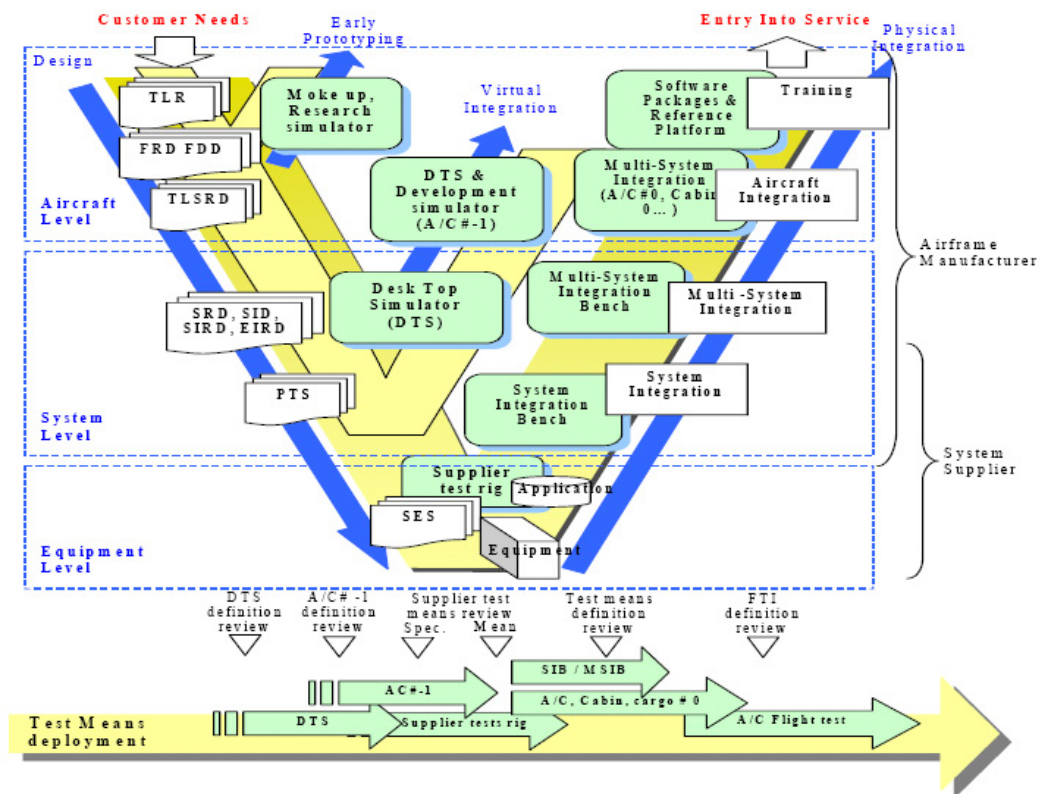 Customer Needs
Early
Prototyping
Entry Into Service
Physical
Integration
Design
TLR
Moke up,
Research
simulator
Virtual
Integration
Software
Packages &
Reference
Platform
Training
FRD FDD
TLSRD
DTS &
Development
simulator
(A/C#-1)
Multi-System
Integration
(A/C#0, Cabin
0... )
Aircraft
Integration
Aircraft
Level
Airframe
Manufacturer
SRD, SID,
SIRD, EIRD
Desk Top
Simulator
(DTS)
Multi-System
Integration
Bench
Multi -System
Integration
PTS
System
Integration
Bench
System
Integration
System
Level
System
Supplier
Supplier
test rig
Application
SES
Equipment
Equipment
Level
DTS
definition
review
A/C# -1
definition
review
Supplier test
means review
Spec. Mean
Test means
definition
review
FTI
definition
review
SIB / MSIB
AC#-1
A/C, Cabin, cargo # 0
Test Means
deployment
DTS
Supplier tests rig
A/C Flight test